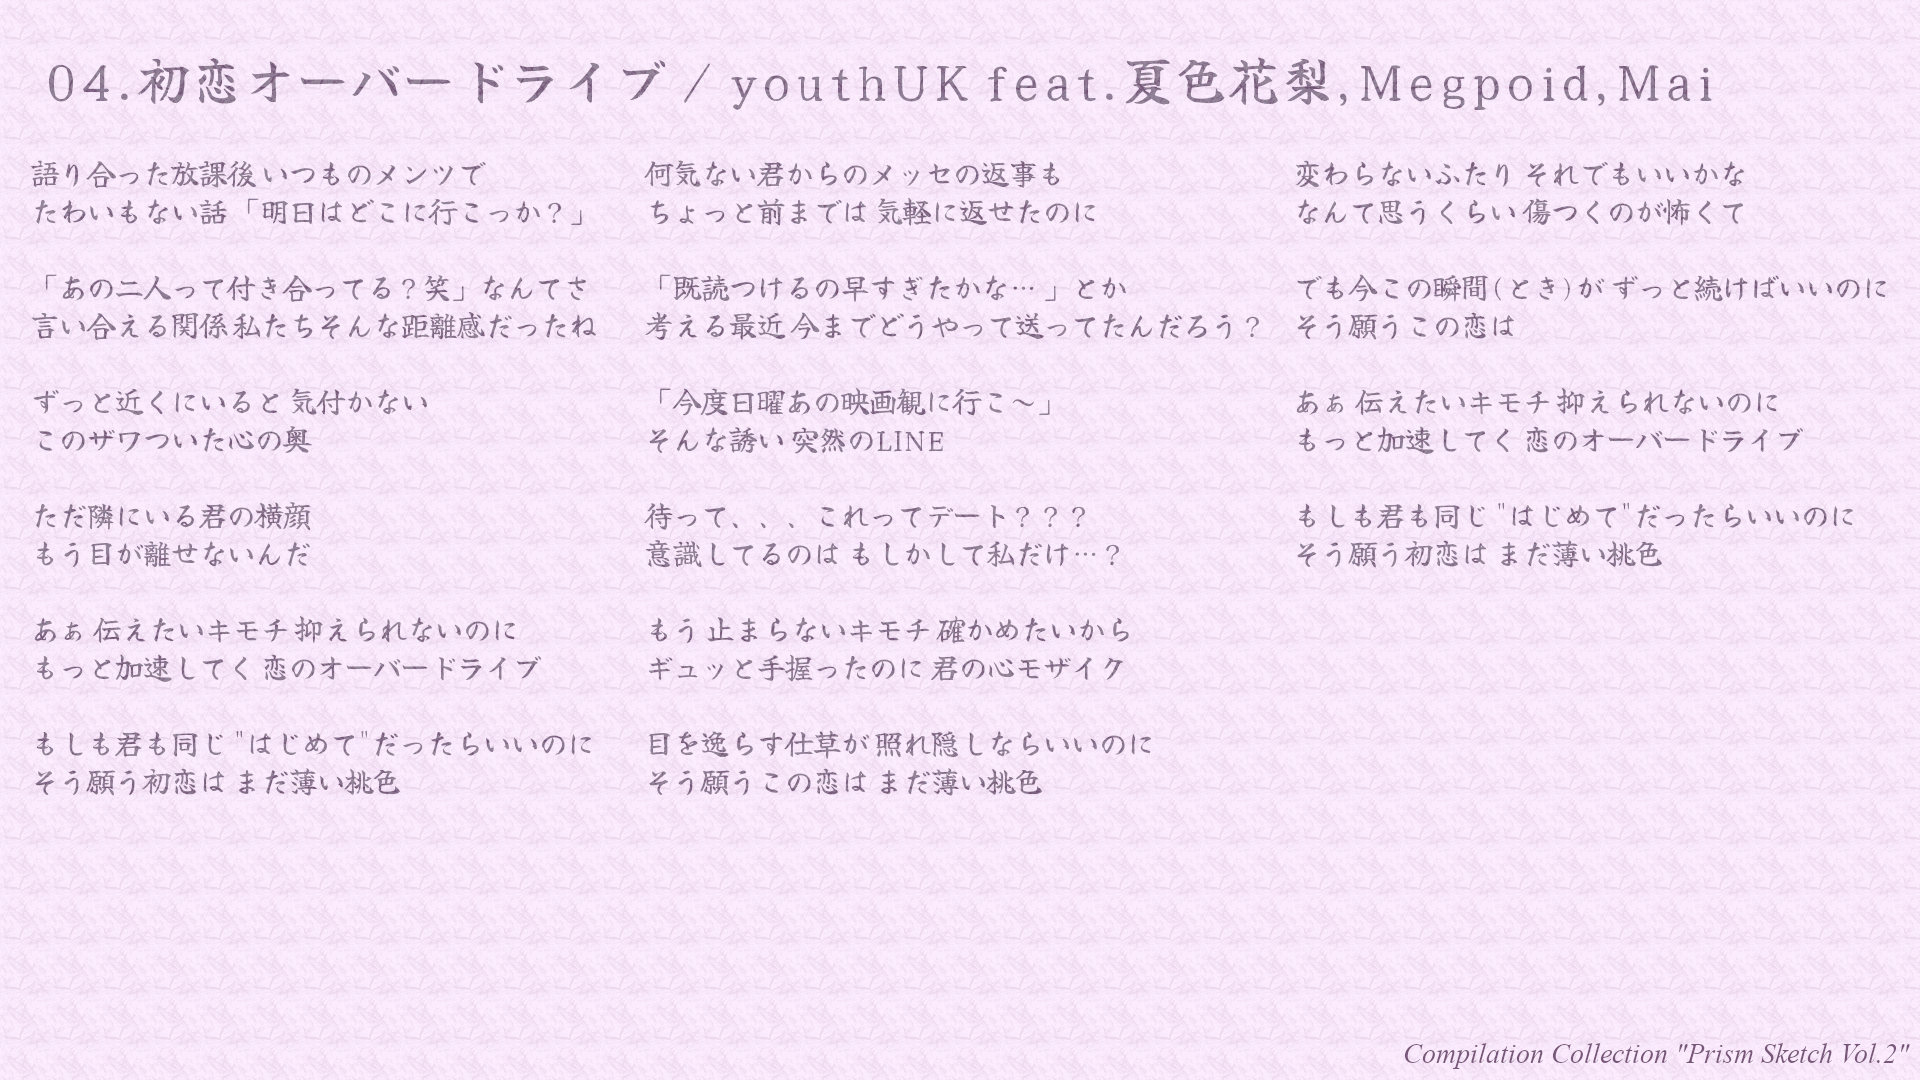 04.初恋オーバードライブ / youthUK feat.夏色花梨,Megpoid,Mai
語り合った放課後 いつものメンツで
たわいもない話 「明日はどこに行こっか？」
「あの二人って付き合ってる？笑」なんてさ
言い合える関係 私たちそんな距離感だったね
ずっと近くにいると 気付かない
このザワついた心の奥
ただ隣にいる君の横顔
もう目が離せないんだ
あぁ 伝えたいキモチ 抑えられないのに
もっと加速してく 恋のオーバードライブ
もしも君も同じ "はじめて"だったらいいのに
そう願う初恋は まだ薄い桃色
何気ない君からのメッセの返事も
ちょっと前までは 気軽に返せたのに
「既読つけるの早すぎたかな… 」とか
考える最近 今までどうやって送ってたんだろう？
「今度日曜あの映画観に行こ～」
そんな誘い 突然のLINE
待って、、、これってデート？？？
意識してるのは もしかして私だけ…？
もう 止まらないキモチ 確かめたいから
ギュッと手握ったのに 君の心モザイク
目を逸らす仕草が 照れ隠しならいいのに
そう願うこの恋は まだ薄い桃色
変わらないふたり それでもいいかな
なんて思うくらい 傷つくのが怖くて
でも今この瞬間(とき)が ずっと続けばいいのに
そう願うこの恋は
あぁ 伝えたいキモチ 抑えられないのに
もっと加速してく 恋のオーバードライブ
もしも君も同じ "はじめて"だったらいいのに
そう願う初恋は まだ薄い桃色
Compilation Collection "Prism Sketch Vol.2"